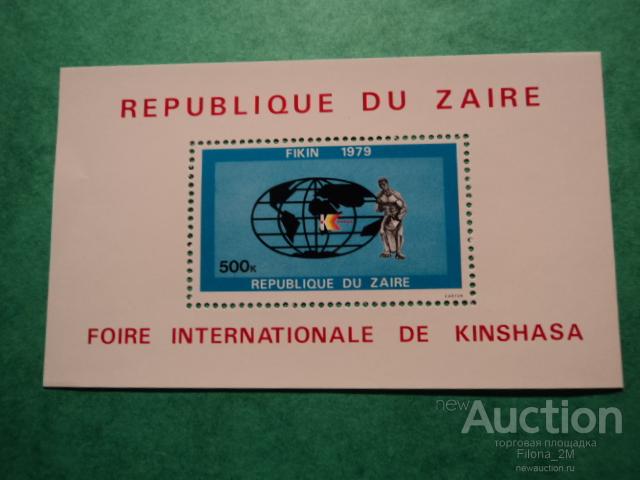 REPUBLIQUE DU ZAIRE
FIKIN 1979
K
500K
REPUBLIQUE DU ZAIRE
FOIRE INTERNATIONALE DE KINSHASA
newAuction
торговая площадка
Filona_2M
newauction.ru